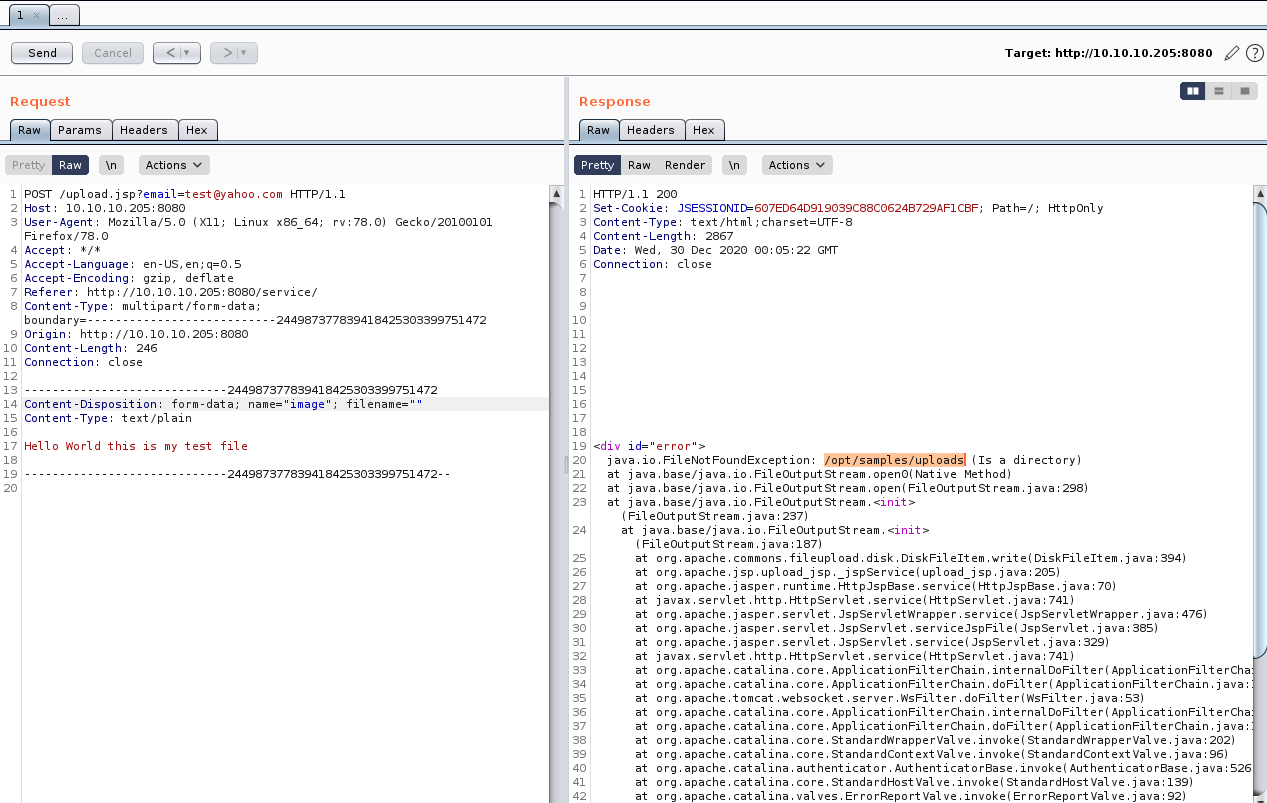 1 × ...
Send Cancel < ▾ > ▾ Target: http://10.10.10.205:8080 ?
Request
Raw Params Headers Hex
Pretty Raw \n Actions
1 POST /upload.jsp?email=test@yahoo.com HTTP/1.1
2 Host: 10.10.10.205:8080
3 User-Agent: Mozilla/5.0 (X11; Linux x86_64; rv:78.0) Gecko/20100101
Firefox/78.0
4 Accept: */*
5 Accept-Language: en-US,en;q=0.5
6 Accept-Encoding: gzip, deflate
7 Referer: http://10.10.10.205:8080/service/
8 Content-Type: multipart/form-data;
boundary=---------------------------244987377839418425303399751472
9 Origin: http://10.10.10.205:8080
10 Content-Length: 246
11 Connection: close
12
13 -----------------------------244987377839418425303399751472
14 Content-Disposition: form-data; name="image"; filename=""
15 Content-Type: text/plain
16
17 Hello World this is my test file
18
19 -----------------------------244987377839418425303399751472--
20
Response
Raw Headers Hex
Pretty Raw Render \n Actions
1 HTTP/1.1 200
2 Set-Cookie: JSESSIONID=607ED64D919039C88C0624B729AF1CBF; Path=/; HttpOnly
3 Content-Type: text/html;charset=UTF-8
4 Content-Length: 2867
5 Date: Wed, 30 Dec 2020 00:05:22 GMT
6 Connection: close
7
8
9
10
11
12
13
14
15
16
17
18
19 <div id="error">
20 java.io.FileNotFoundException: /opt/samples/uploads (Is a directory)
21 at java.base/java.io.FileOutputStream.open0(Native Method)
22 at java.base/java.io.FileOutputStream.open(FileOutputStream.java:298)
23 at java.base/java.io.FileOutputStream.<init>
(FileOutputStream.java:237)
24 at java.base/java.io.FileOutputStream.<init>
(FileOutputStream.java:187)
25 at org.apache.commons.fileupload.disk.DiskFileItem.write(DiskFileItem.java:394)
26 at org.apache.jsp.upload_jsp._jspService(upload_jsp.java:205)
27 at org.apache.jasper.runtime.HttpJspBase.service(HttpJspBase.java:70)
28 at javax.servlet.http.HttpServlet.service(HttpServlet.java:741)
29 at org.apache.jasper.servlet.JspServletWrapper.service(JspServletWrapper.java:476)
30 at org.apache.jasper.servlet.JspServlet.serviceJspFile(JspServlet.java:385)
31 at org.apache.jasper.servlet.JspServlet.service(JspServlet.java:329)
32 at javax.servlet.http.HttpServlet.service(HttpServlet.java:741)
33 at org.apache.catalina.core.ApplicationFilterChain.internalDoFilter(ApplicationFilterChai
34 at org.apache.catalina.core.ApplicationFilterChain.doFilter(ApplicationFilterChain.java:
35 at org.apache.tomcat.websocket.server.WsFilter.doFilter(WsFilter.java:53)
36 at org.apache.catalina.core.ApplicationFilterChain.internalDoFilter(ApplicationFilterChai
37 at org.apache.catalina.core.ApplicationFilterChain.doFilter(ApplicationFilterChain.java:
38 at org.apache.catalina.core.StandardWrapperValve.invoke(StandardWrapperValve.java:202)
39 at org.apache.catalina.core.StandardContextValve.invoke(StandardContextValve.java:96)
40 at org.apache.catalina.authenticator.AuthenticatorBase.invoke(AuthenticatorBase.java:526
41 at org.apache.catalina.core.StandardHostValve.invoke(StandardHostValve.java:139)
42 at org.apache.catalina.valves.ErrorReportValve.invoke(ErrorReportValve.java:92)